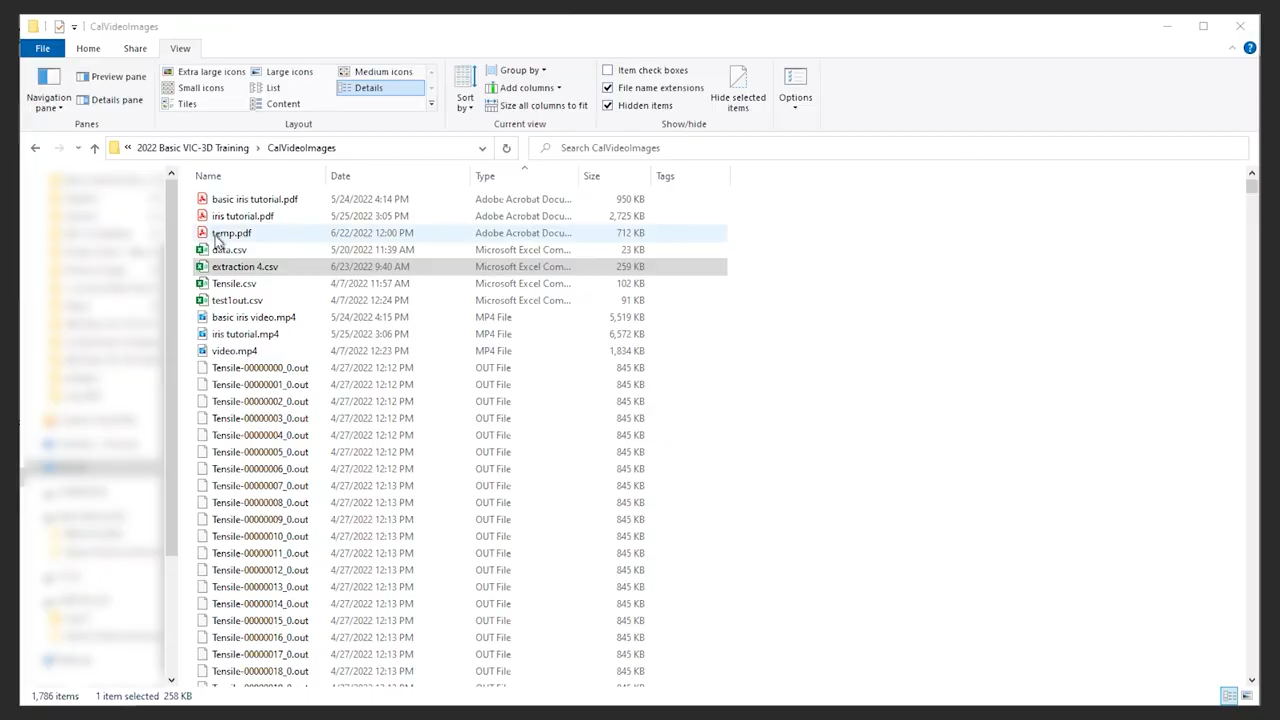 CalVideoImages
File Home Share View
Navigation pane
Preview pane
Details pane
Panes
Extra large icons Large icons Medium icons
Small icons List Details
Tiles Content
Layout
Sort by
Group by
Add columns
Size all columns to fit
Current view
Item check boxes
File name extensions
Hidden items
Hide selected items
Show/hide
Options
« 2022 Basic VIC-3D Training > CalVideoImages
Search CalVideoImages
Name Date Type Size Tags
basic iris tutorial.pdf 5/24/2022 4:14 PM Adobe Acrobat Docu... 950 KB
iris tutorial.pdf 5/25/2022 3:05 PM Adobe Acrobat Docu... 2,725 KB
temp.pdf 6/22/2022 12:00 PM Adobe Acrobat Docu... 712 KB
data.csv 5/20/2022 11:39 AM Microsoft Excel Com... 23 KB
extraction 4.csv 6/23/2022 9:40 AM Microsoft Excel Com... 259 KB
Tensile.csv 4/7/2022 11:57 AM Microsoft Excel Com... 102 KB
test1out.csv 4/7/2022 12:24 PM Microsoft Excel Com... 91 KB
basic iris video.mp4 5/24/2022 4:15 PM MP4 File 5,519 KB
iris tutorial.mp4 5/25/2022 3:06 PM MP4 File 6,572 KB
video.mp4 4/7/2022 12:23 PM MP4 File 1,834 KB
Tensile-00000000_0.out 4/27/2022 12:12 PM OUT File 845 KB
Tensile-00000001_0.out 4/27/2022 12:12 PM OUT File 845 KB
Tensile-00000002_0.out 4/27/2022 12:12 PM OUT File 845 KB
Tensile-00000003_0.out 4/27/2022 12:12 PM OUT File 845 KB
Tensile-00000004_0.out 4/27/2022 12:12 PM OUT File 845 KB
Tensile-00000005_0.out 4/27/2022 12:12 PM OUT File 845 KB
Tensile-00000006_0.out 4/27/2022 12:12 PM OUT File 845 KB
Tensile-00000007_0.out 4/27/2022 12:13 PM OUT File 845 KB
Tensile-00000008_0.out 4/27/2022 12:13 PM OUT File 845 KB
Tensile-00000009_0.out 4/27/2022 12:13 PM OUT File 845 KB
Tensile-00000010_0.out 4/27/2022 12:13 PM OUT File 845 KB
Tensile-00000011_0.out 4/27/2022 12:13 PM OUT File 845 KB
Tensile-00000012_0.out 4/27/2022 12:13 PM OUT File 845 KB
Tensile-00000013_0.out 4/27/2022 12:13 PM OUT File 845 KB
Tensile-00000014_0.out 4/27/2022 12:13 PM OUT File 845 KB
Tensile-00000015_0.out 4/27/2022 12:13 PM OUT File 845 KB
Tensile-00000016_0.out 4/27/2022 12:13 PM OUT File 845 KB
Tensile-00000017_0.out 4/27/2022 12:13 PM OUT File 845 KB
Tensile-00000018_0.out 4/27/2022 12:13 PM OUT File 845 KB
1,786 items 1 item selected 258 KB